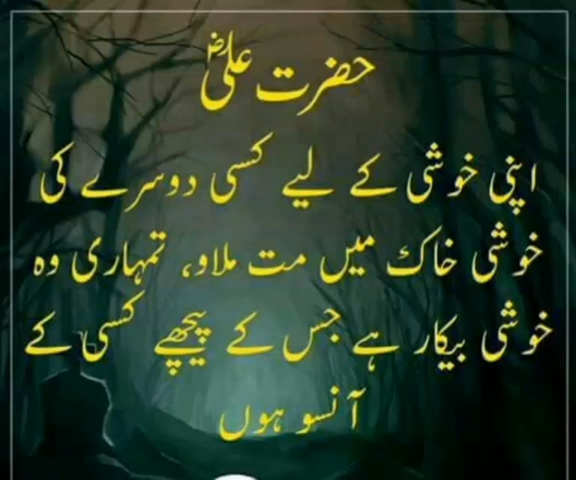 حضرت علیؓ
اپنی خوشی کے لیے کسی دوسرے کی
خوشی خاک میں مت ملاو، تمہاری وہ
خوشی بیکار ہے جس کے پیچھے کسی کے
آنسو ہوں